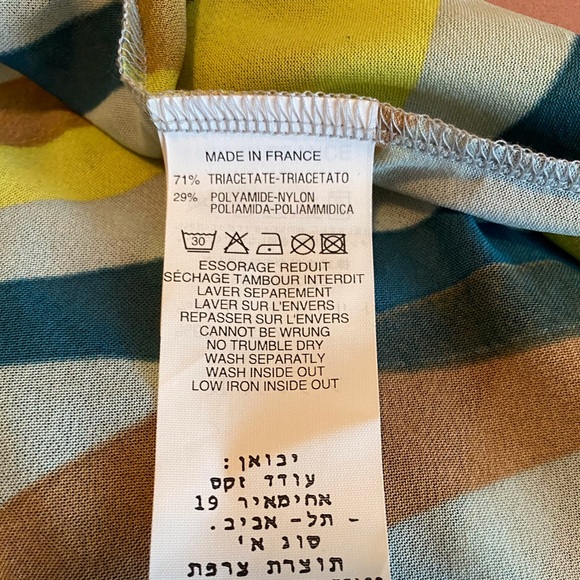 MADE IN FRANCE
71% TRIACETATE-TRIACETATO
29% POLYAMIDE-NYLON
POLIAMIDA-POLIAMMIDICA
30
ESSORAGE REDUIT
SÉCHAGE TAMBOUR INTERDIT
LAVER SEPAREMENT
LAVER SUR L'ENVERS
REPASSER SUR L'ENVERS
CANNOT BE WRUNG
NO TRUMBLE DRY
WASH SEPARATLY
WASH INSIDE OUT
LOW IRON INSIDE OUT
יבואן:
עודד זקס
אחימאיר 19
תל-אביב. -
סוג א'
תוצרת צרפת